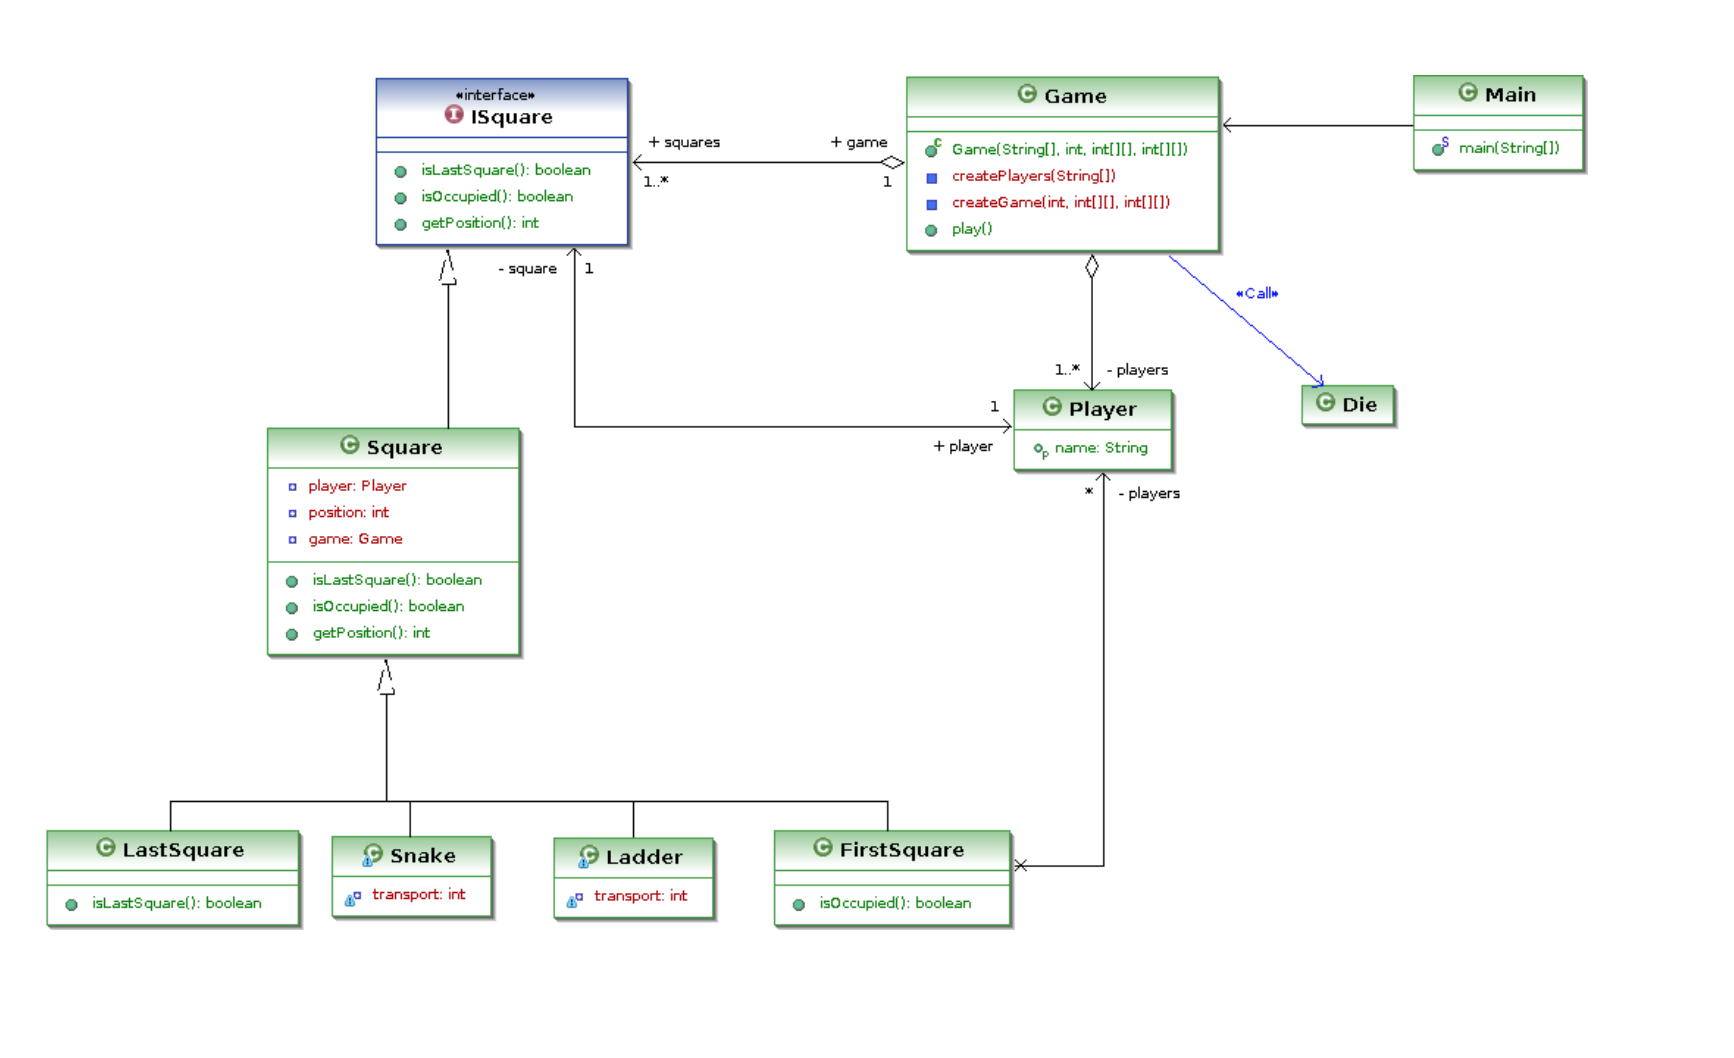 «interface»
ISquare
isLastSquare(): boolean
isOccupied(): boolean
getPosition(): int
+ squares
1..*
+ game
1
Game
Game(String[], int, int[][], int[][])
createPlayers(String[])
createGame(int, int[][], int[][])
play()
Main
main(String[])
- square
1
«Call»
1..*
- players
Die
1
+ player
Player
name: String
*
- players
Square
player: Player
position: int
game: Game
isLastSquare(): boolean
isOccupied(): boolean
getPosition(): int
LastSquare
isLastSquare(): boolean
Snake
transport: int
Ladder
transport: int
FirstSquare
isOccupied(): boolean